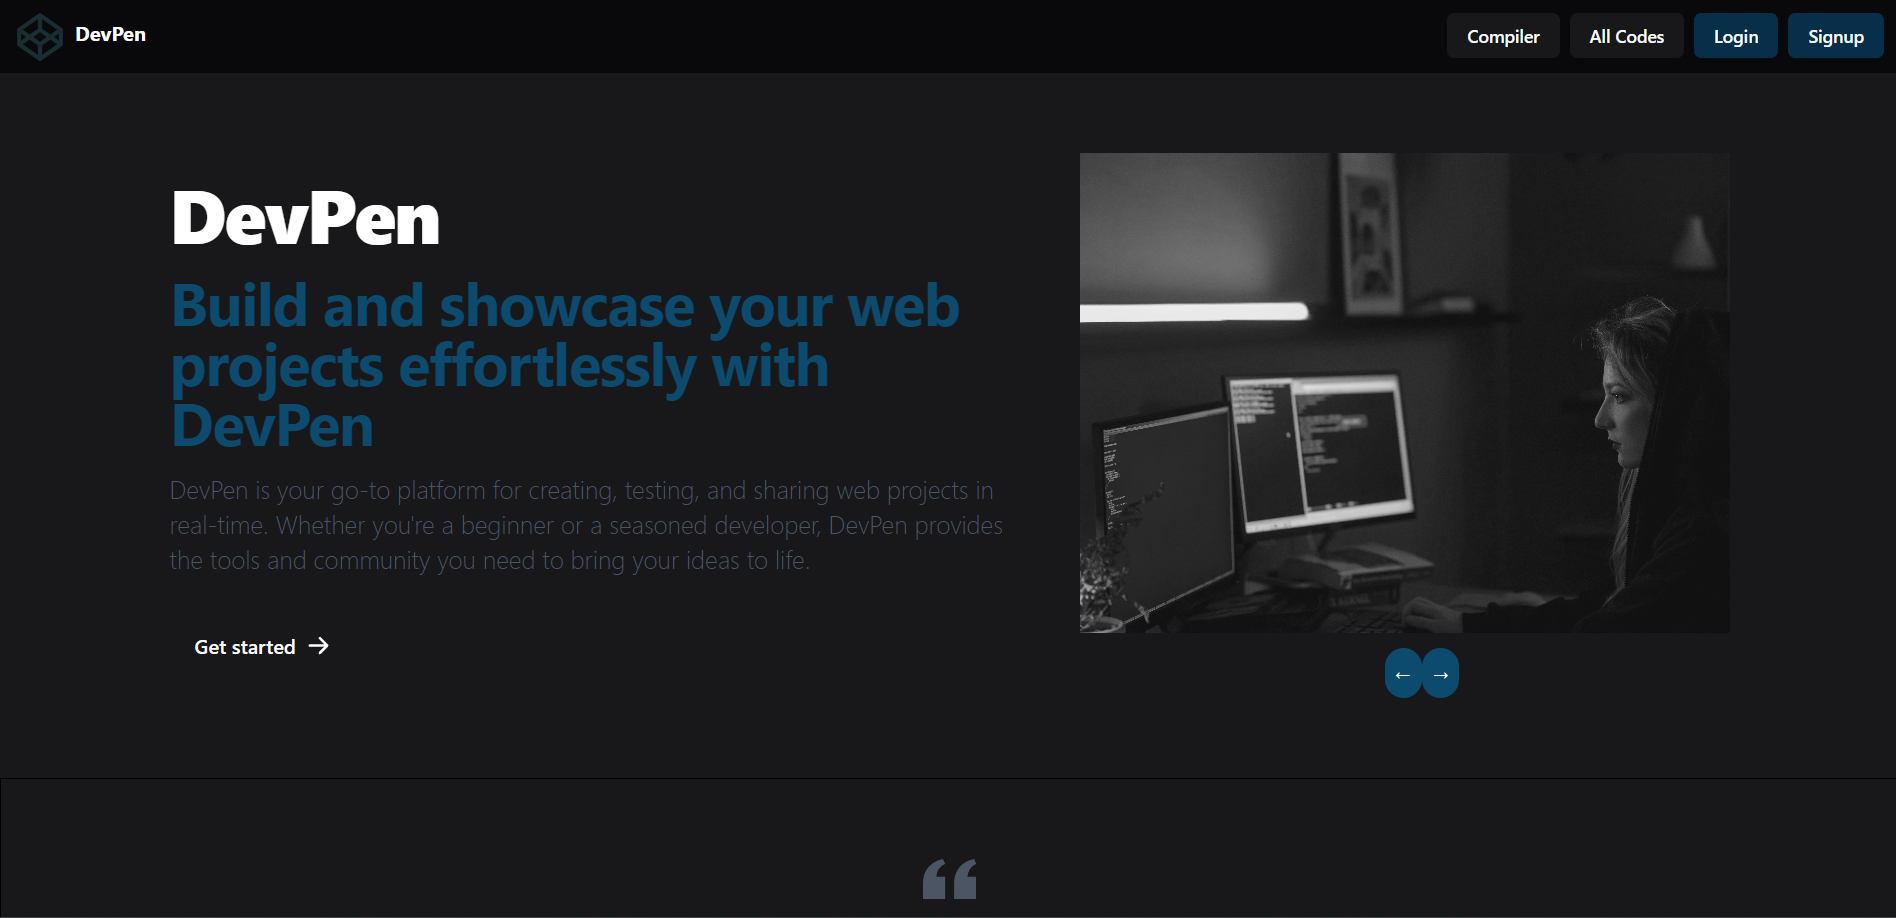 DevPen
Compiler
All Codes
Login
Signup
DevPen
Build and showcase your web
projects effortlessly with
DevPen
DevPen is your go-to platform for creating, testing, and sharing web projects in
real-time. Whether you're a beginner or a seasoned developer, DevPen provides
the tools and community you need to bring your ideas to life.
Get started →
← →
“